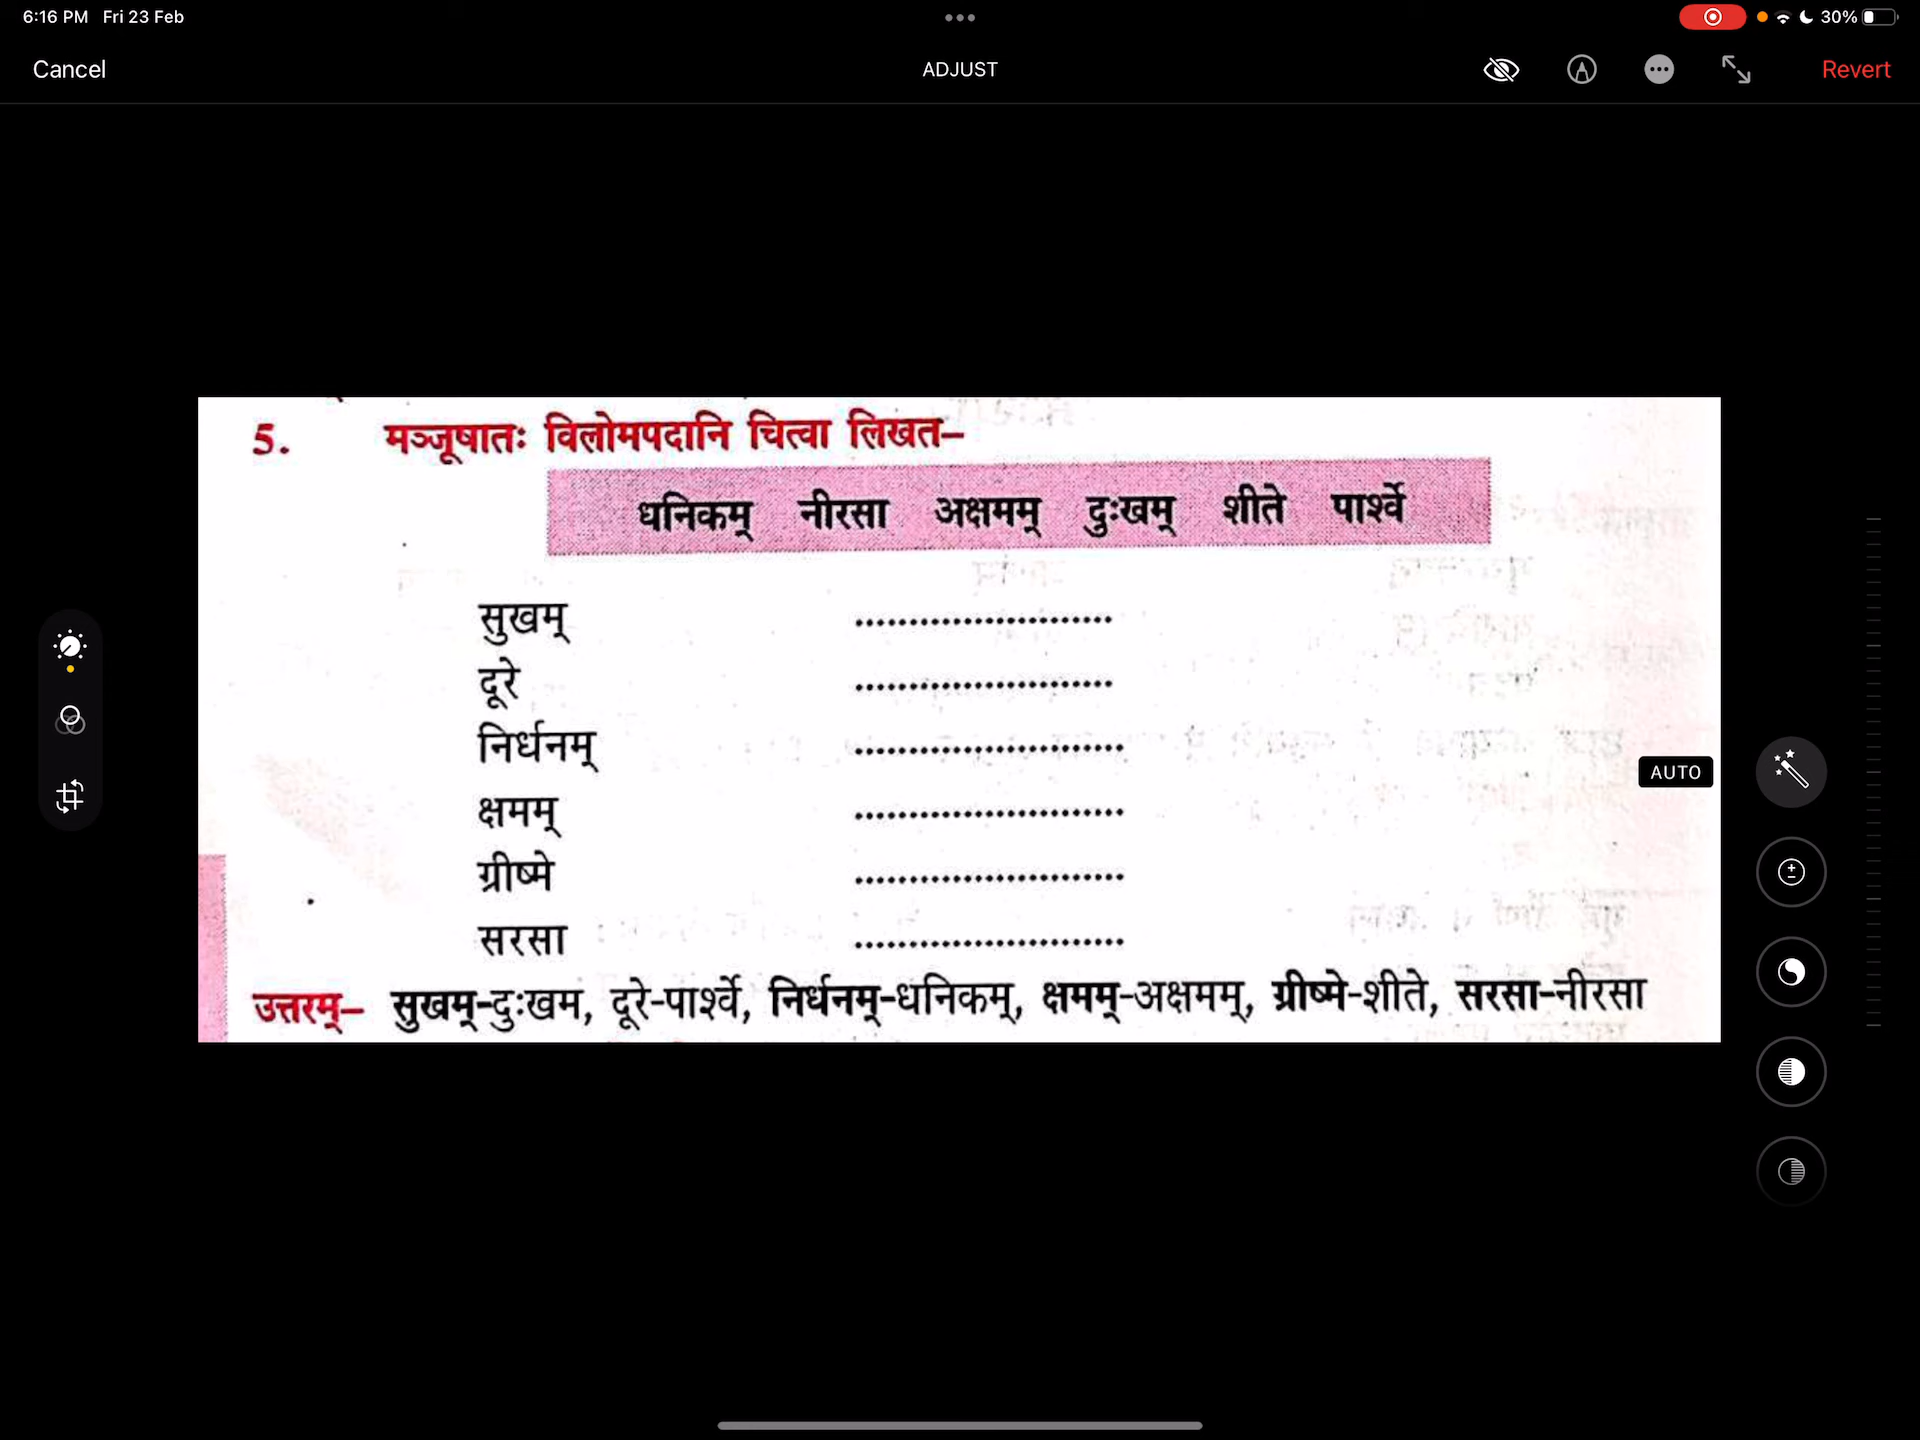 6:16 PM Fri 23 Feb
30%
Cancel
ADJUST
Revert
5. मञ्जूषातः विलोमपदानि चित्वा लिखत–
धनिकम् नीरसा अक्षमम् दुःखम् शीते पार्श्वे
सुखम् ........................
दूरे ........................
निर्धनम् .........................
क्षमम् .........................
ग्रीष्मे .........................
सरसा .........................
उत्तरम्– सुखम्-दुःखम, दूरे-पार्श्वे, निर्धनम्-धनिकम्, क्षमम्-अक्षमम्, ग्रीष्मे-शीते, सरसा-नीरसा
AUTO